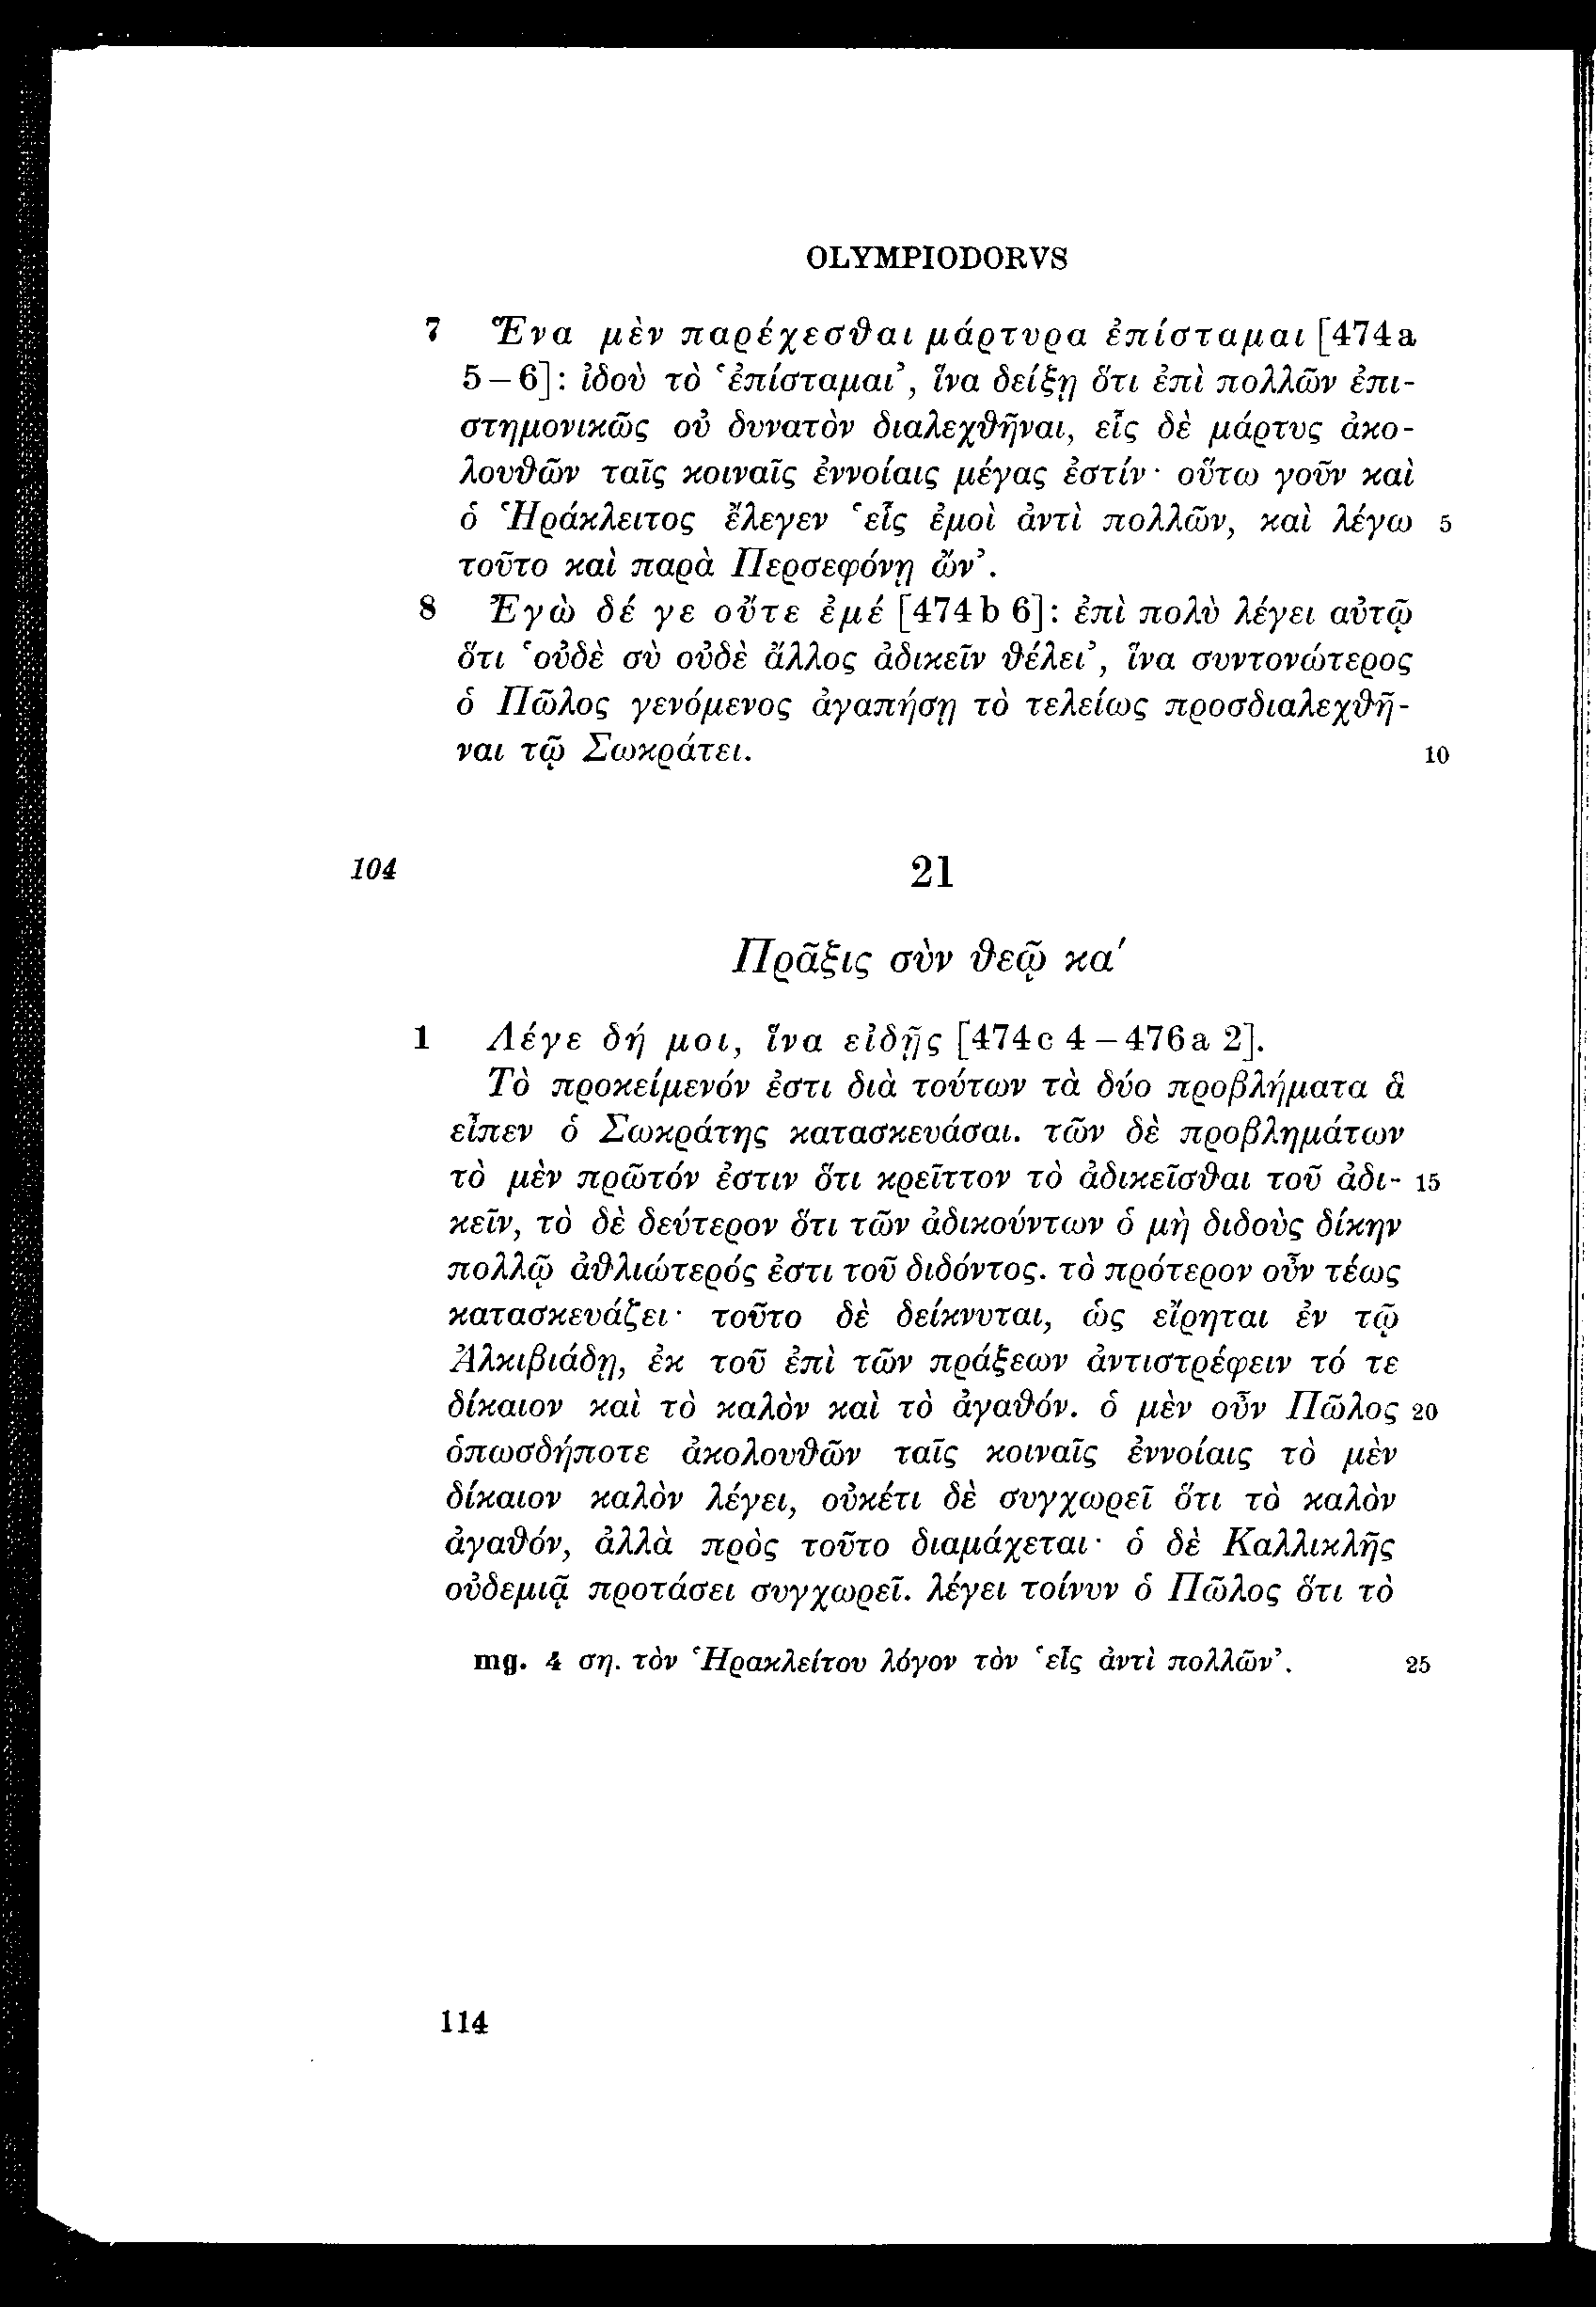 OLYMPIODORVS
7 Ἕνα μὲν παρέχεσθαι μάρτυρα ἐπίσταμαι [474a
5–6]: ἰδοὺ τὸ ‘ἐπίσταμαι’, ἵνα δείξῃ ὅτι ἐπὶ πολλῶν ἐπι-
στημονικῶς οὐ δυνατὸν διαλεχθῆναι, εἷς δὲ μάρτυς ἀκο-
λουθῶν ταῖς κοιναῖς ἐννοίαις μέγας ἐστίν· οὕτω γοῦν καὶ
ὁ Ἡράκλειτος ἔλεγεν ‘εἷς ἐμοὶ ἀντὶ πολλῶν, καὶ λέγω 5
τοῦτο καὶ παρὰ Περσεφόνῃ ὤν’.
8 Ἐγὼ δέ γε οὔτε ἐμέ [474b 6]: ἐπὶ πολὺ λέγει αὐτῷ
ὅτι ‘οὐδὲ σὺ οὐδὲ ἄλλος ἀδικεῖν θέλει’, ἵνα συντονώτερος
ὁ Πῶλος γενόμενος ἀγαπήσῃ τὸ τελείως προσδιαλεχθῆ-
ναι τῷ Σωκράτει. 10
104 21
Πρᾶξις σὺν θεῷ κα′
1 Λέγε δή μοι, ἵνα εἰδῇς [474c 4–476a 2].
Τὸ προκείμενόν ἐστι διὰ τούτων τὰ δύο προβλήματα ἃ
εἶπεν ὁ Σωκράτης κατασκευάσαι. τῶν δὲ προβλημάτων
τὸ μὲν πρῶτόν ἐστιν ὅτι κρεῖττον τὸ ἀδικεῖσθαι τοῦ ἀδι- 15
κεῖν, τὸ δὲ δεύτερον ὅτι τῶν ἀδικούντων ὁ μὴ διδοὺς δίκην
πολλῷ ἀθλιώτερός ἐστι τοῦ διδόντος. τὸ πρότερον οὖν τέως
κατασκευάζει· τοῦτο δὲ δείκνυται, ὡς εἴρηται ἐν τῷ
Ἀλκιβιάδῃ, ἐκ τοῦ ἐπὶ τῶν πράξεων ἀντιστρέφειν τό τε
δίκαιον καὶ τὸ καλὸν καὶ τὸ ἀγαθόν. ὁ μὲν οὖν Πῶλος 20
ὁπωσδήποτε ἀκολουθῶν ταῖς κοιναῖς ἐννοίαις τὸ μὲν
δίκαιον καλὸν λέγει, οὐκέτι δὲ συγχωρεῖ ὅτι τὸ καλὸν
ἀγαθόν, ἀλλὰ πρὸς τοῦτο διαμάχεται· ὁ δὲ Καλλικλῆς
οὐδεμιᾷ προτάσει συγχωρεῖ. λέγει τοίνυν ὁ Πῶλος ὅτι τὸ
mg. 4 ση. τὸν Ἡρακλείτου λόγον τὸν ‘εἷς ἀντὶ πολλῶν’. 25
114